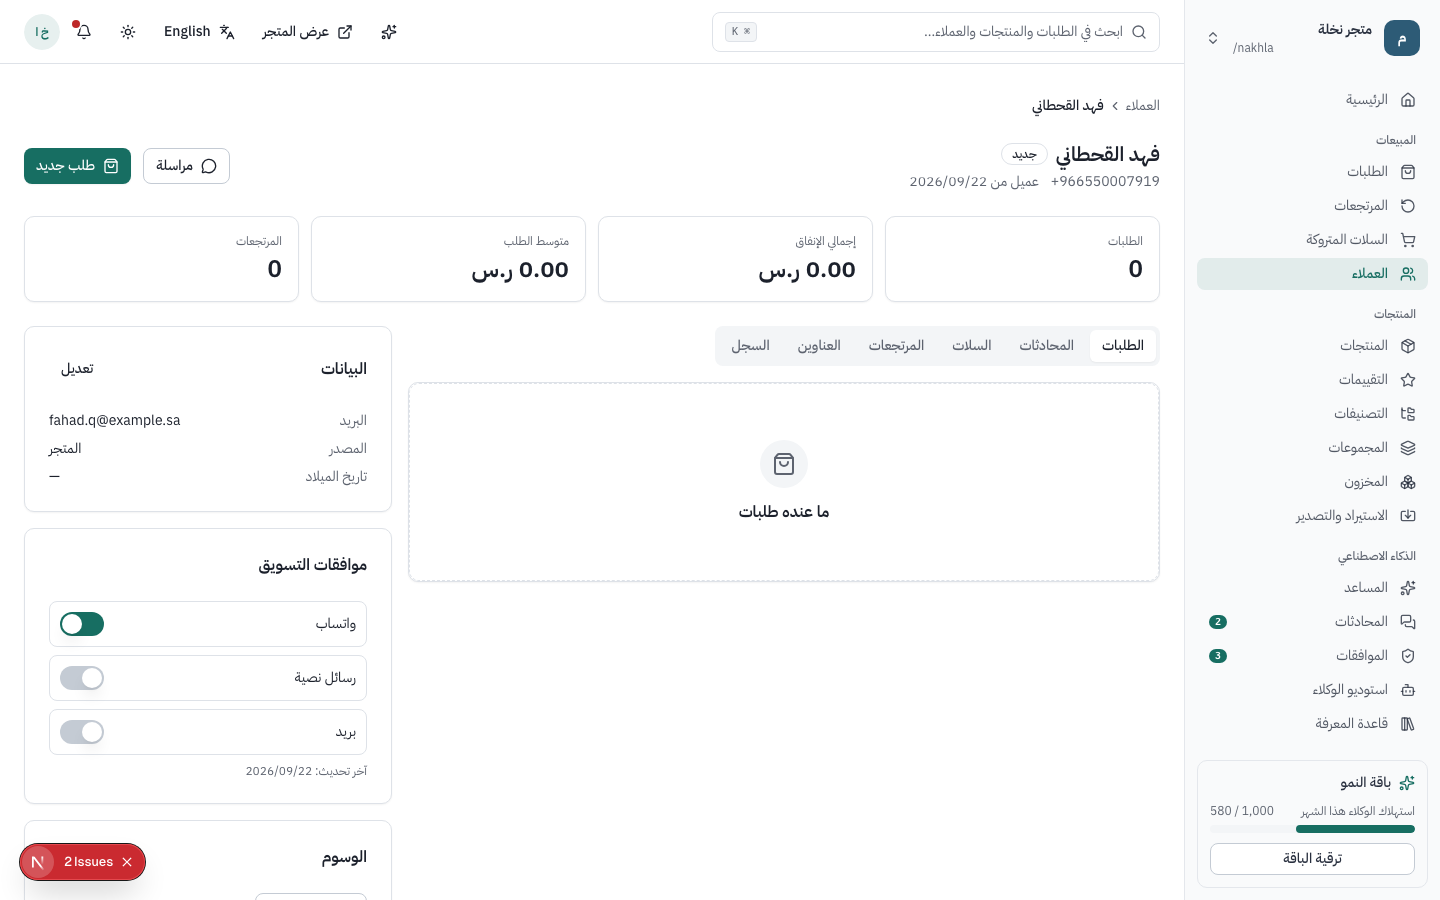 متجر نخلة
/nakhla
م
الرئيسية
المبيعات
الطلبات
المرتجعات
السلات المتروكة
العملاء
المنتجات
المنتجات
التقييمات
التصنيفات
المجموعات
المخزون
الاستيراد والتصدير
الذكاء الاصطناعي
المساعد
المحادثات 2
الموافقات 3
استوديو الوكلاء
قاعدة المعرفة
باقة النمو
استهلاك الوكلاء هذا الشهر 580 / 1,000
ترقية الباقة
ابحث في الطلبات والمنتجات والعملاء... ⌘ K
عرض المتجر
English
خ ا
العملاء › فهد القحطاني
فهد القحطاني جديد
+966550007919 عميل من 2026/09/22
مراسلة
طلب جديد
الطلبات
0
إجمالي الإنفاق
0.00 ر.س
متوسط الطلب
0.00 ر.س
المرتجعات
0
الطلبات المحادثات السلات المرتجعات العناوين السجل
ما عنده طلبات
البيانات تعديل
البريد fahad.q@example.sa
المصدر المتجر
تاريخ الميلاد —
موافقات التسويق
واتساب
رسائل نصية
بريد
آخر تحديث: 2026/09/22
الوسوم
N 2 Issues